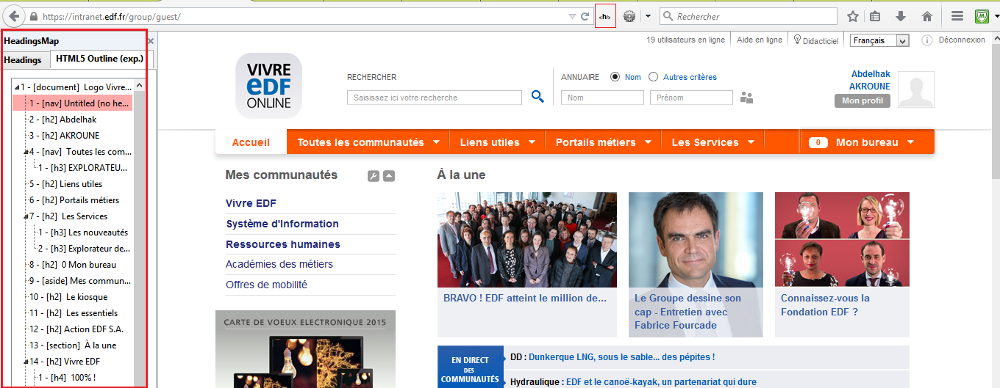 https://intranet.edf.fr/group/guest/
<h/>
Rechercher
HeadingsMap
Headings
HTML5 Outline (exp.)
1 - [document] Logo Vivre...
1 - [nav] Untitled (no he...
2 - [h2] Abdelhak
3 - [h2] AKROUNE
4 - [nav] Toutes les com...
1 - [h3] EXPLORATEU...
5 - [h2] Liens utiles
6 - [h2] Portails métiers
7 - [h2] Les Services
1 - [h3] Les nouveautés
2 - [h3] Explorateur de...
8 - [h2] 0 Mon bureau
9 - [aside] Mes commun...
10 - [h2] Le kiosque
11 - [h2] Les essentiels
12 - [h2] Action EDF S.A.
13 - [section] À la une
14 - [h2] Vivre EDF
1 - [h4] 100% !
19 utilisateurs en ligne
Aide en ligne
Didacticiel
Français
Déconnexion
VIVRE
eDF
ONLINE
RECHERCHER
Saisissez ici votre recherche
ANNUAIRE
Nom
Autres critères
Nom
Prénom
Abdelhak
AKROUNE
Mon profil
Accueil
Toutes les communautés
Liens utiles
Portails métiers
Les Services
0
Mon bureau
Mes communautés
Vivre EDF
Système d'Information
Ressources humaines
Académies des métiers
Offres de mobilité
CARTE DE VOEUX ELECTRONIQUE 2015
À la une
BRAVO ! EDF atteint le million de...
Le Groupe dessine son
cap - Entretien avec
Fabrice Fourcade
Connaissez-vous la
Fondation EDF ?
EN DIRECT
DES
COMMUNAUTÉS
DD : Dunkerque LNG, sous le sable... des pépites !
Hydraulique : EDF et le canoë-kayak, un partenariat qui dure